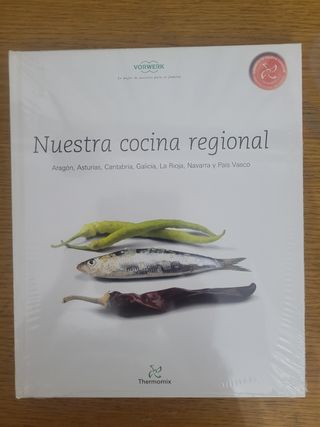 VORWERK
Nuestra cocina regional
Aragón, Asturias, Cantabria, Galicia, La Rioja, Navarra y País Vasco
Thermomix